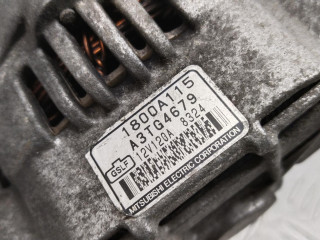 1800A115
A3TG4679
12V120A 8324
MITSUBISHI ELECTRIC CORPORATION